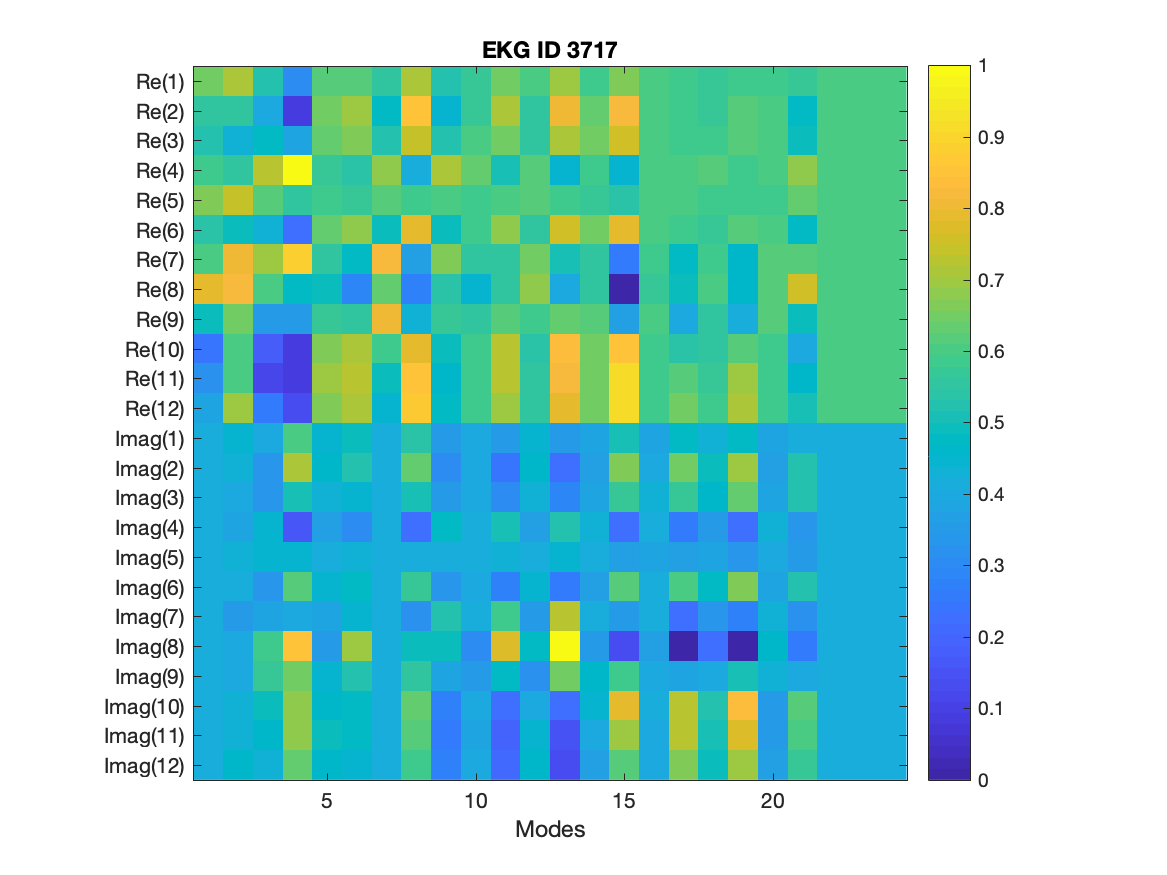 EKG ID 3717
Re(1)
Re(2)
Re(3)
Re(4)
Re(5)
Re(6)
Re(7)
Re(8)
Re(9)
Re(10)
Re(11)
Re(12)
Imag(1)
Imag(2)
Imag(3)
Imag(4)
Imag(5)
Imag(6)
Imag(7)
Imag(8)
Imag(9)
Imag(10)
Imag(11)
Imag(12)
5 10 15 20
Modes
1
0.9
0.8
0.7
0.6
0.5
0.4
0.3
0.2
0.1
0